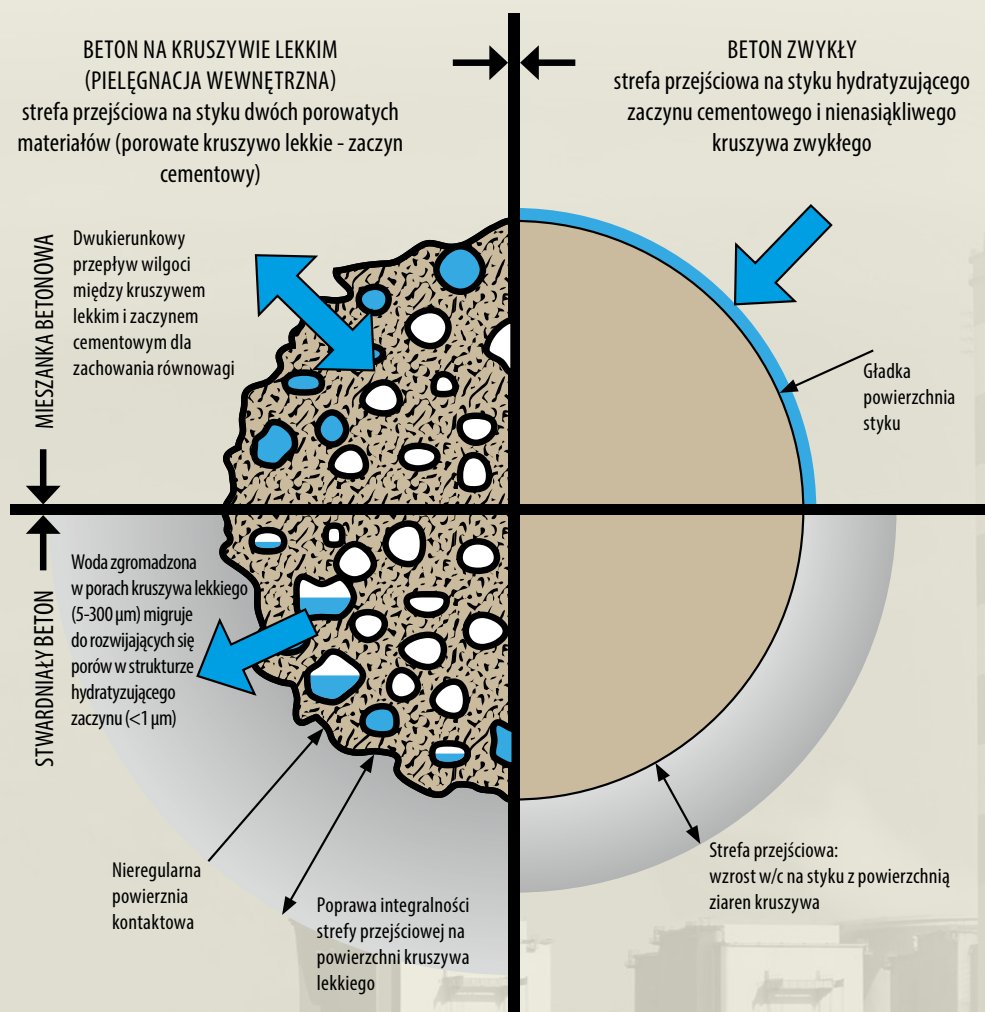 BETON NA KRUSZYWIE LEKKIM
(PIELĘGNACJA WEWNĘTRZNA)
strefa przejściowa na styku dwóch porowatych
materiałów (porowate kruszywo lekkie - zaczyn
cementowy)
BETON ZWYKŁY
strefa przejściowa na styku hydratyzującego
zaczynu cementowego i nienasiąkliwego
kruszywa zwykłego
MIESZANKA BETONOWA
Dwukierunkowy
przepływ wilgoci
między kruszywem
lekkim i zaczynem
cementowym dla
zachowania równowagi
Gładka
powierzchnia
styku
STWARDNIAŁY BETON
Woda zgromadzona
w porach kruszywa lekkiego
(5-300 µm) migruje
do rozwijających się
porów w strukturze
hydratyzującego
zaczynu (<1 µm)
Nieregularna
powierznia
kontaktowa
Poprawa integralności
strefy przejściowej na
powierzchni kruszywa
lekkiego
Strefa przejściowa:
wzrost w/c na styku z powierzchnią
ziaren kruszywa